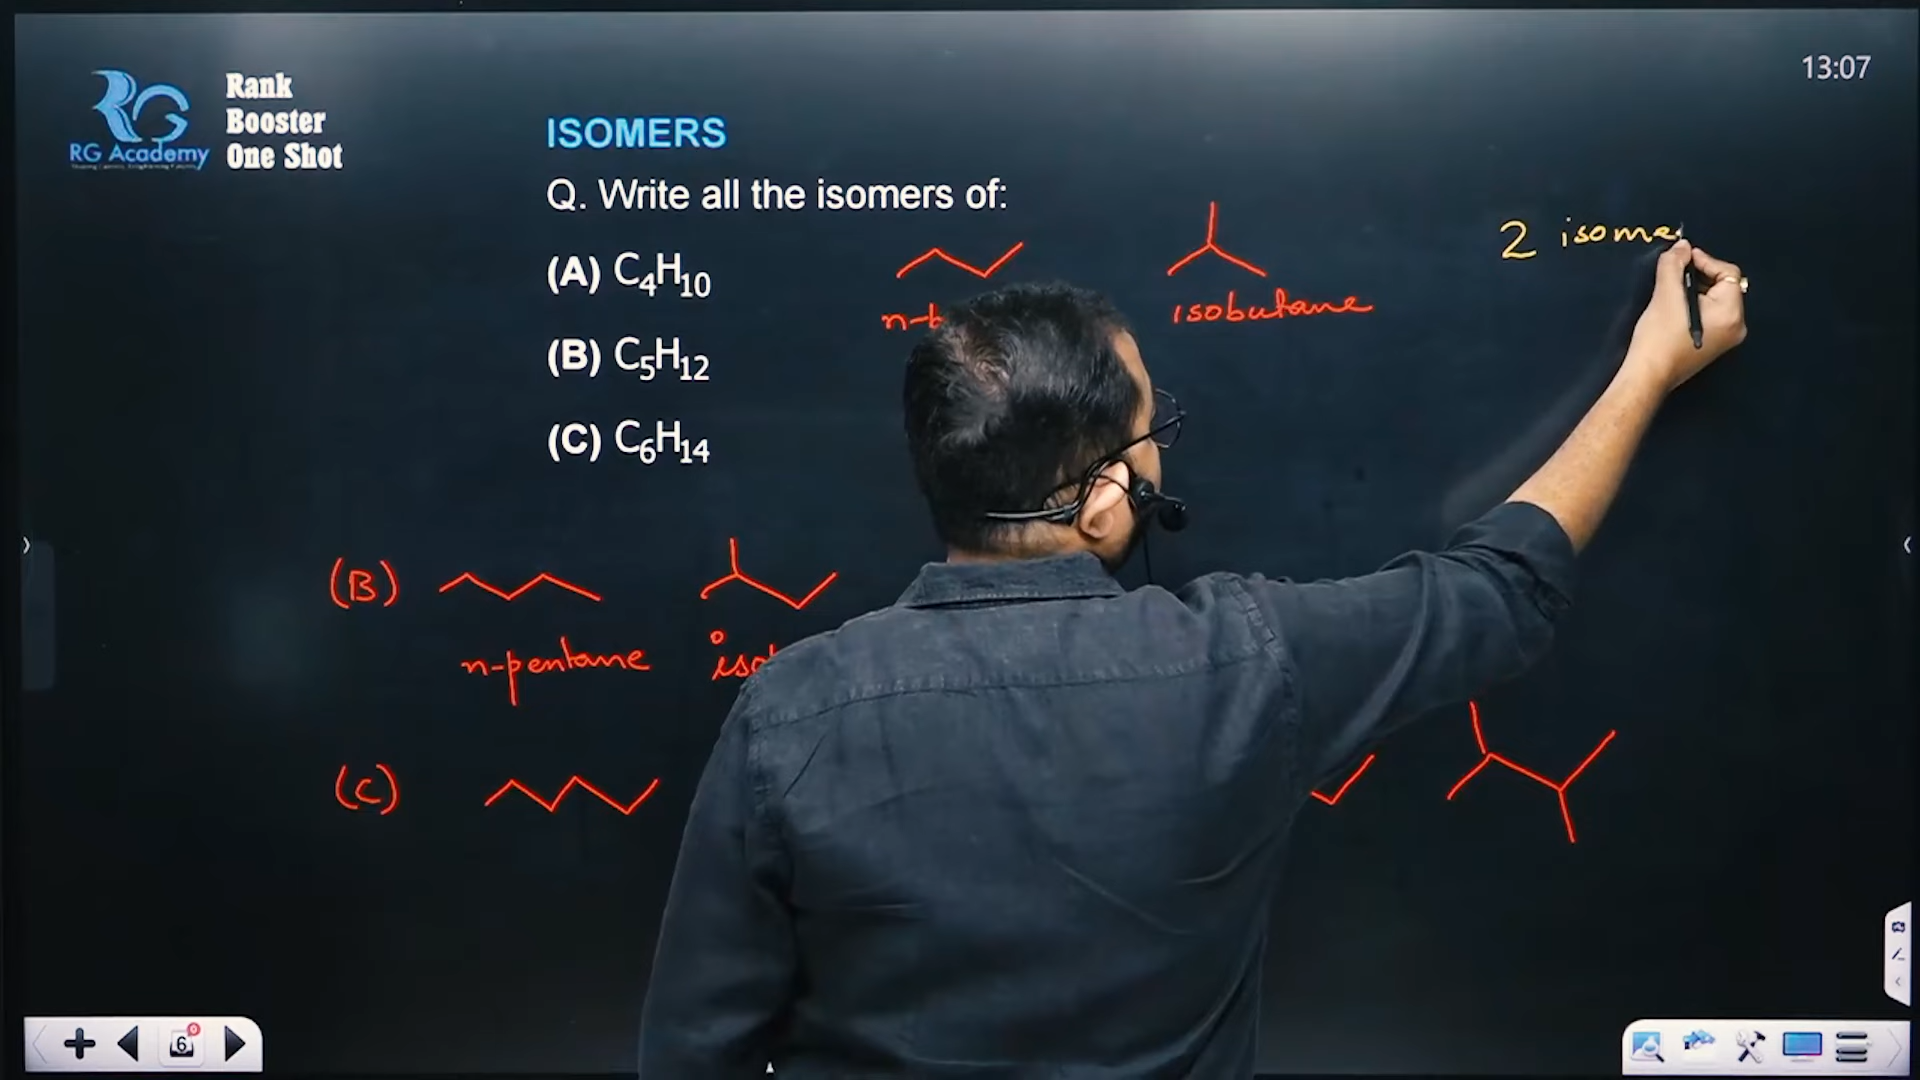 Rank
Booster
One Shot
RG Academy
13:07
ISOMERS
Q. Write all the isomers of:
(A) C₄H₁₀
n-b
isobutane
2 isome
(B) C₅H₁₂
(C) C₆H₁₄
(B)
n-pentane
iso
(C)
6